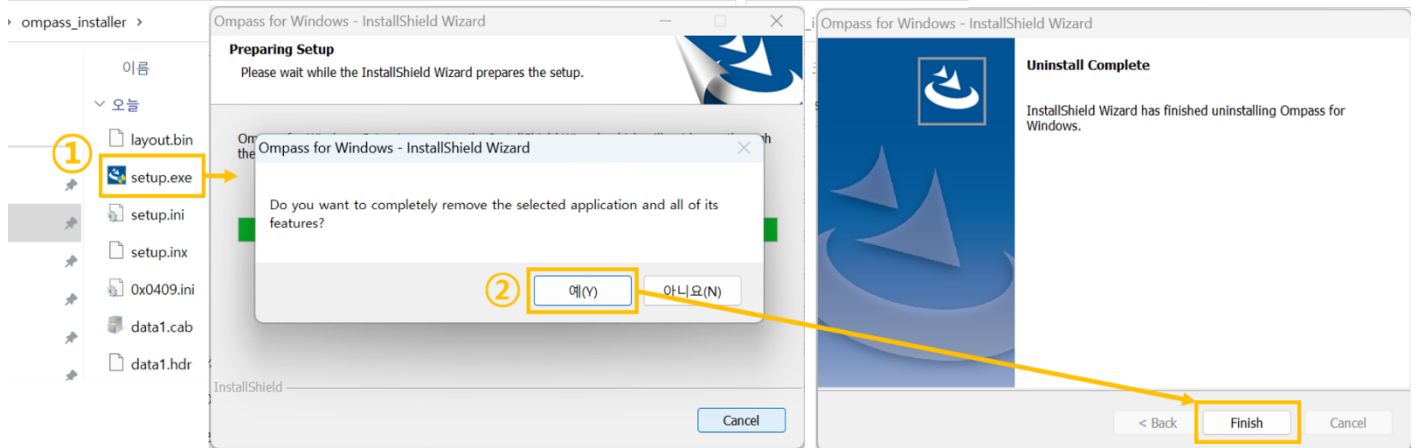 ompass_installer
이름
오늘
layout.bin
①
setup.exe
setup.ini
setup.inx
0x0409.ini
data1.cab
data1.hdr
Ompass for Windows - InstallShield Wizard
Preparing Setup
Please wait while the InstallShield Wizard prepares the setup.
Ompass for Windows - InstallShield Wizard
Do you want to completely remove the selected application and all of its
features?
②
예(Y)
아니요(N)
InstallShield
Cancel
Ompass for Windows - InstallShield Wizard
Uninstall Complete
InstallShield Wizard has finished uninstalling Ompass for
Windows.
< Back
Finish
Cancel